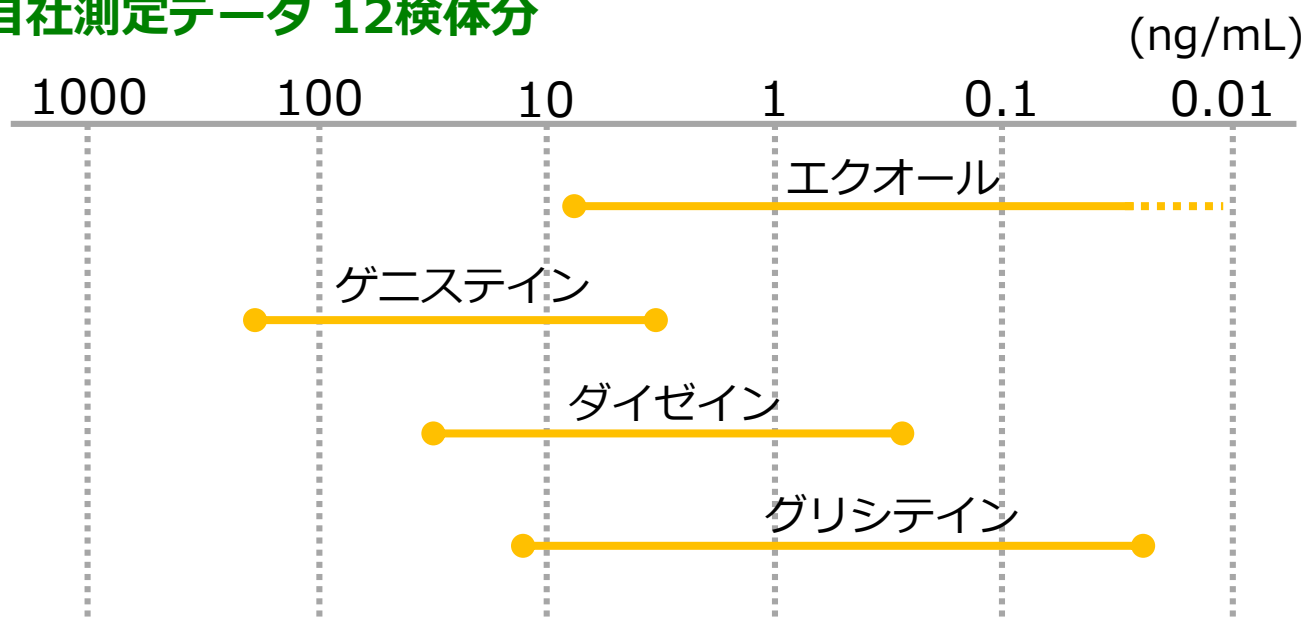 自社測定データ 12検体分
(ng/mL)
1000 100 10 1 0.1 0.01
エクオール
ゲニステイン
ダイゼイン
グリシテイン